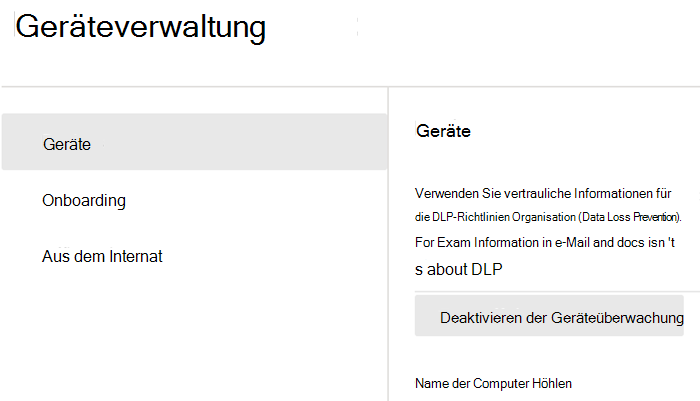 Geräteverwaltung
Geräte
Onboarding
Aus dem Internat
Geräte
Verwenden Sie vertrauliche Informationen für
die DLP-Richtlinien Organisation (Data Loss Prevention).
For Exam Information in e-Mail and docs isn 't
s about DLP
Deaktivieren der Geräteüberwachung
Name der Computer Höhlen